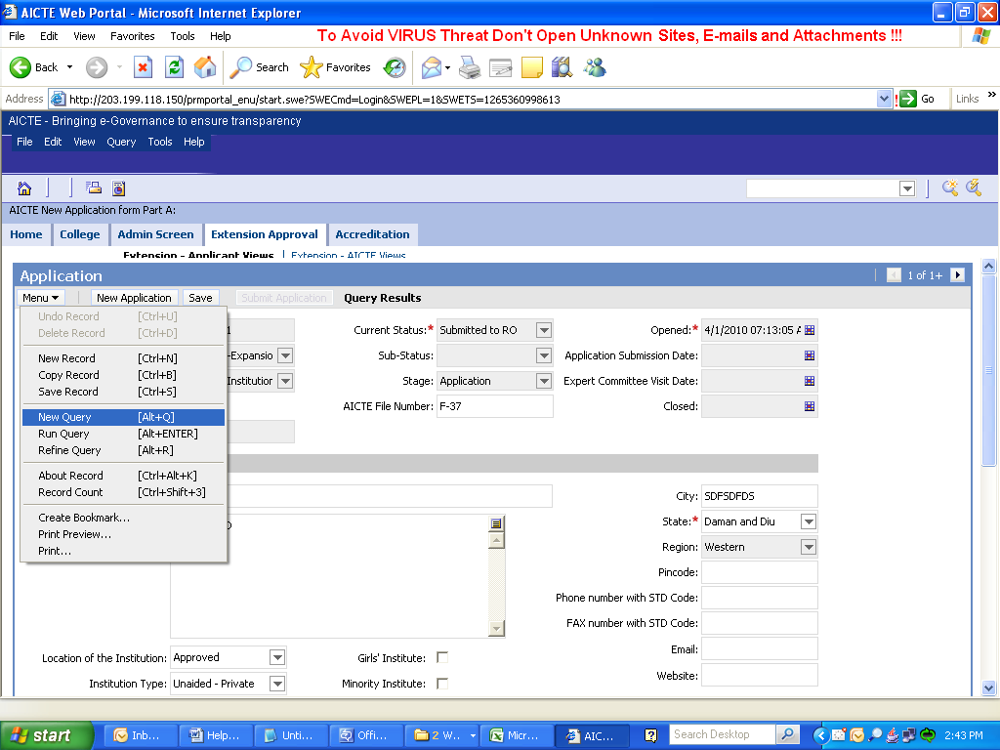 AICTE Web Portal - Microsoft Internet Explorer
File Edit View Favorites Tools Help
To Avoid VIRUS Threat Don't Open Unknown Sites, E-mails and Attachments !!!
Back Search Favorites
Address http://203.199.118.150/prmportal_enu/start.swe?SWECmd=Login&SWEPL=1&SWETS=1265360998613 Go Links »
AICTE - Bringing e-Governance to ensure transparency
File Edit View Query Tools Help
AICTE New Application form Part A:
Home College Admin Screen Extension Approval Accreditation
Extension - Applicant Views | Extension - AICTE Views
Application 1 of 1+
Menu New Application Save Submit Application Query Results
Undo Record [Ctrl+U]
Delete Record [Ctrl+D]
New Record [Ctrl+N]
Copy Record [Ctrl+B]
Save Record [Ctrl+S]
New Query [Alt+Q]
Run Query [Alt+ENTER]
Refine Query [Alt+R]
About Record [Ctrl+Alt+K]
Record Count [Ctrl+Shift+3]
Create Bookmark...
Print Preview...
Print...
1 Current Status:* Submitted to RO Opened:* 4/1/2010 07:13:05 A
-Expansio Sub-Status: Application Submission Date:
Institution Stage: Application Expert Committee Visit Date:
AICTE File Number: F-37 Closed:
City: SDFSDFDS
State:* Daman and Diu
Region: Western
Pincode:
Phone number with STD Code:
FAX number with STD Code:
Email:
Website:
Location of the Institution: Approved Girls' Institute:
Institution Type: Unaided - Private Minority Institute:
start Inb... Help... Unti... Offi... 2 W... Micr... AIC... Search Desktop 2:43 PM